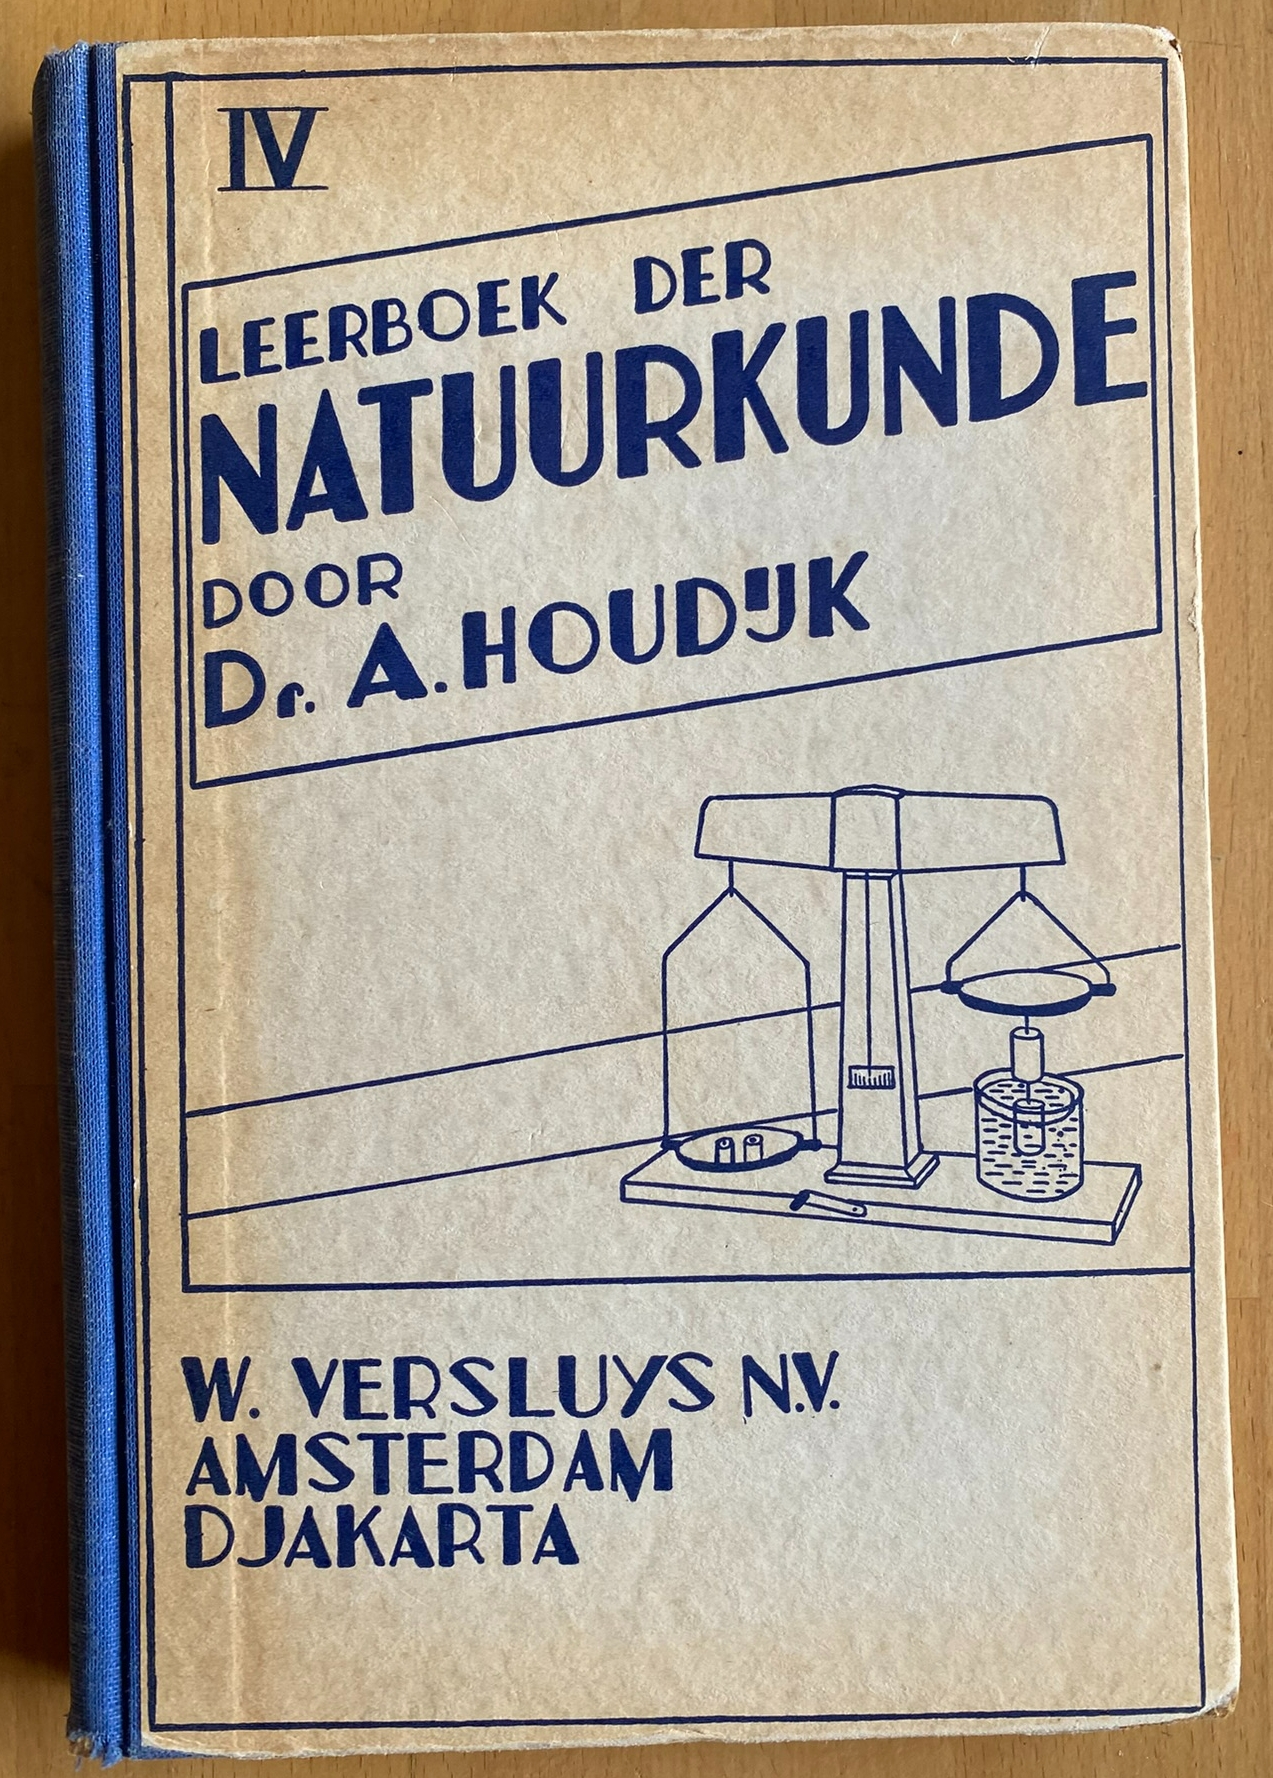 IV
LEERBOEK DER
NATUURKUNDE
DOOR
Dr. A. HOUDIJK
W. VERSLUYS N.V.
AMSTERDAM
DJAKARTA